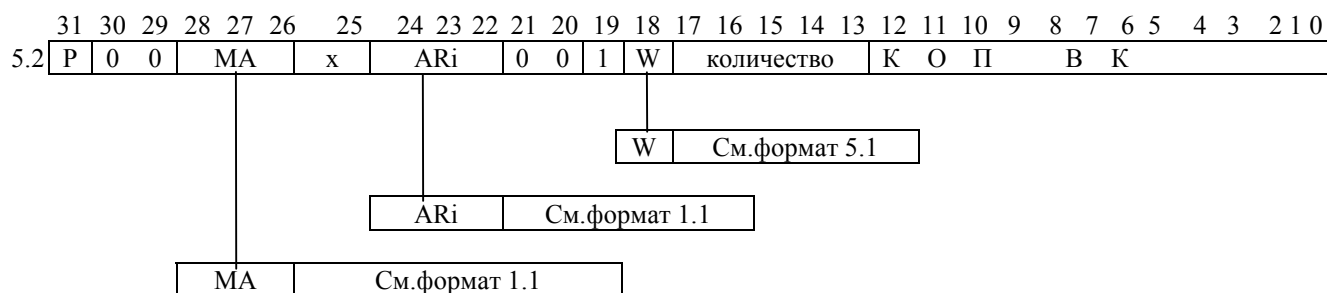 31 30 29 28 27 26 25 24 23 22 21 20 19 18 17 16 15 14 13 12 11 10 9 8 7 6 5 4 3 2 1 0
5.2 P 0 0 MA x ARi 0 0 1 W количество К О П В К
W См.формат 5.1
ARi См.формат 1.1
MA См.формат 1.1